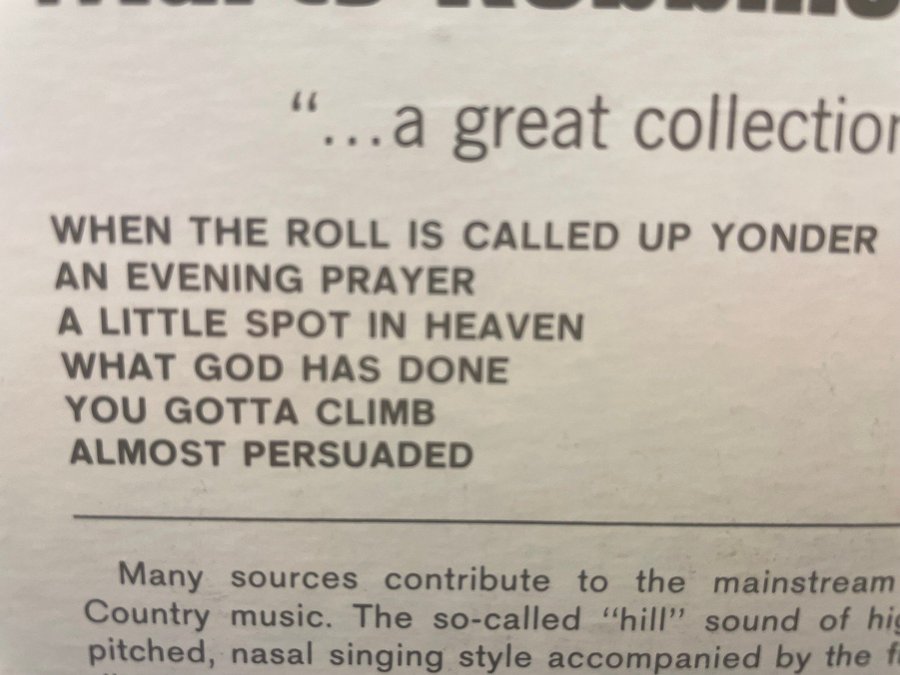 “...a great collection
WHEN THE ROLL IS CALLED UP YONDER
AN EVENING PRAYER
A LITTLE SPOT IN HEAVEN
WHAT GOD HAS DONE
YOU GOTTA CLIMB
ALMOST PERSUADED
Many sources contribute to the mainstream
Country music. The so-called “hill” sound of
pitched, nasal singing style accompanied by the